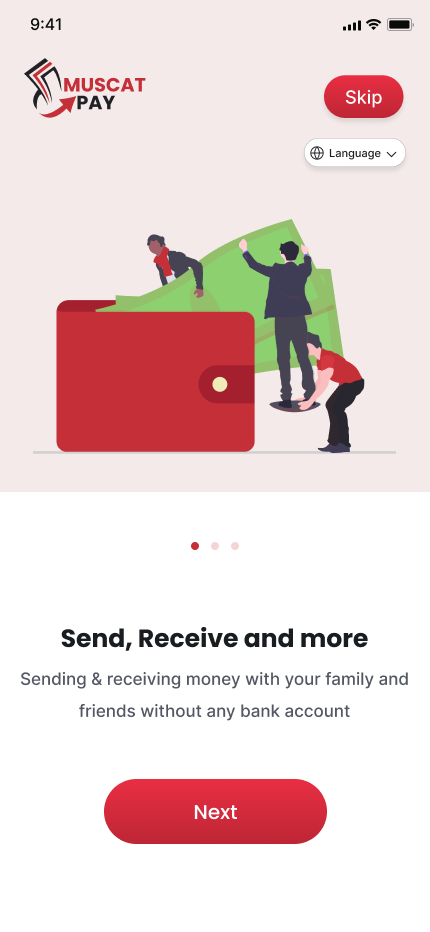 9:41
MUSCAT
PAY
Skip
Language
Send, Receive and more
Sending & receiving money with your family and
friends without any bank account
Next